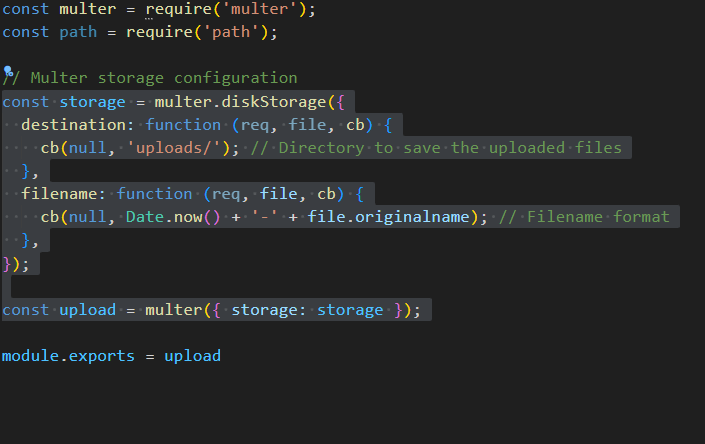 const multer = require('multer');
const path = require('path');
// Multer storage configuration
const storage = multer.diskStorage({
  destination: function (req, file, cb) {
    cb(null, 'uploads/'); // Directory to save the uploaded files
  },
  filename: function (req, file, cb) {
    cb(null, Date.now() + '-' + file.originalname); // Filename format
  },
});
const upload = multer({ storage: storage });
module.exports = upload